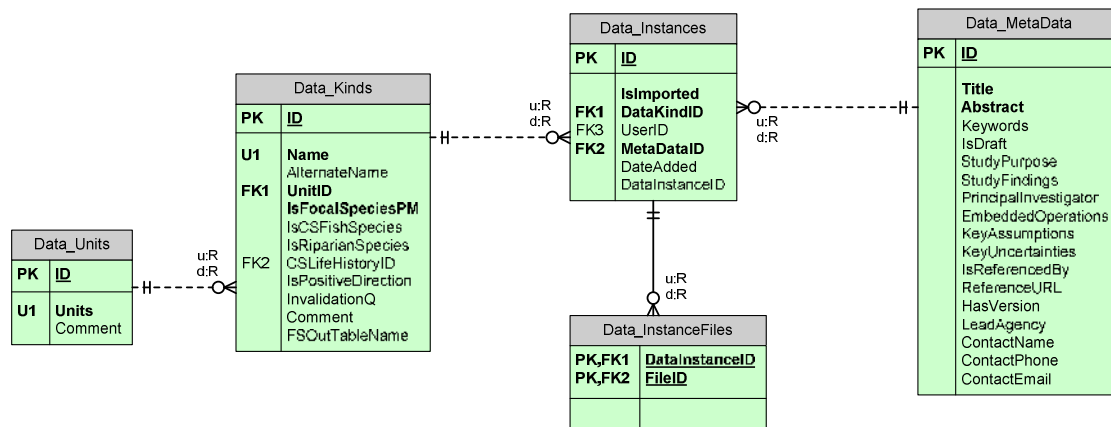 Data_Units
PK ID
U1 Units
Comment
u:R
d:R
Data_Kinds
PK ID
U1 Name
AlternateName
FK1 UnitID
IsFocalSpeciesPM
IsCSFishSpecies
IsRiparianSpecies
FK2 CSLifeHistoryID
IsPositiveDirection
InvalidationQ
Comment
FSOutTableName
u:R
d:R
Data_Instances
PK ID
IsImported
FK1 DataKindID
FK3 UserID
FK2 MetaDataID
DateAdded
DataInstanceID
u:R
d:R
Data_InstanceFiles
PK,FK1 DataInstanceID
PK,FK2 FileID
u:R
d:R
Data_MetaData
PK ID
Title
Abstract
Keywords
IsDraft
StudyPurpose
StudyFindings
PrincipalInvestigator
EmbeddedOperations
KeyAssumptions
KeyUncertainties
IsReferencedBy
ReferenceURL
HasVersion
LeadAgency
ContactName
ContactPhone
ContactEmail